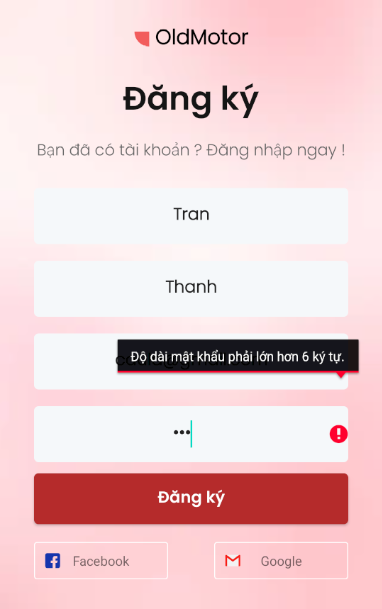 OldMotor
Đăng ký
Bạn đã có tài khoản ? Đăng nhập ngay !
Tran
Thanh
Độ dài mật khẩu phải lớn hơn 6 ký tự.
•••
Đăng ký
Facebook
Google